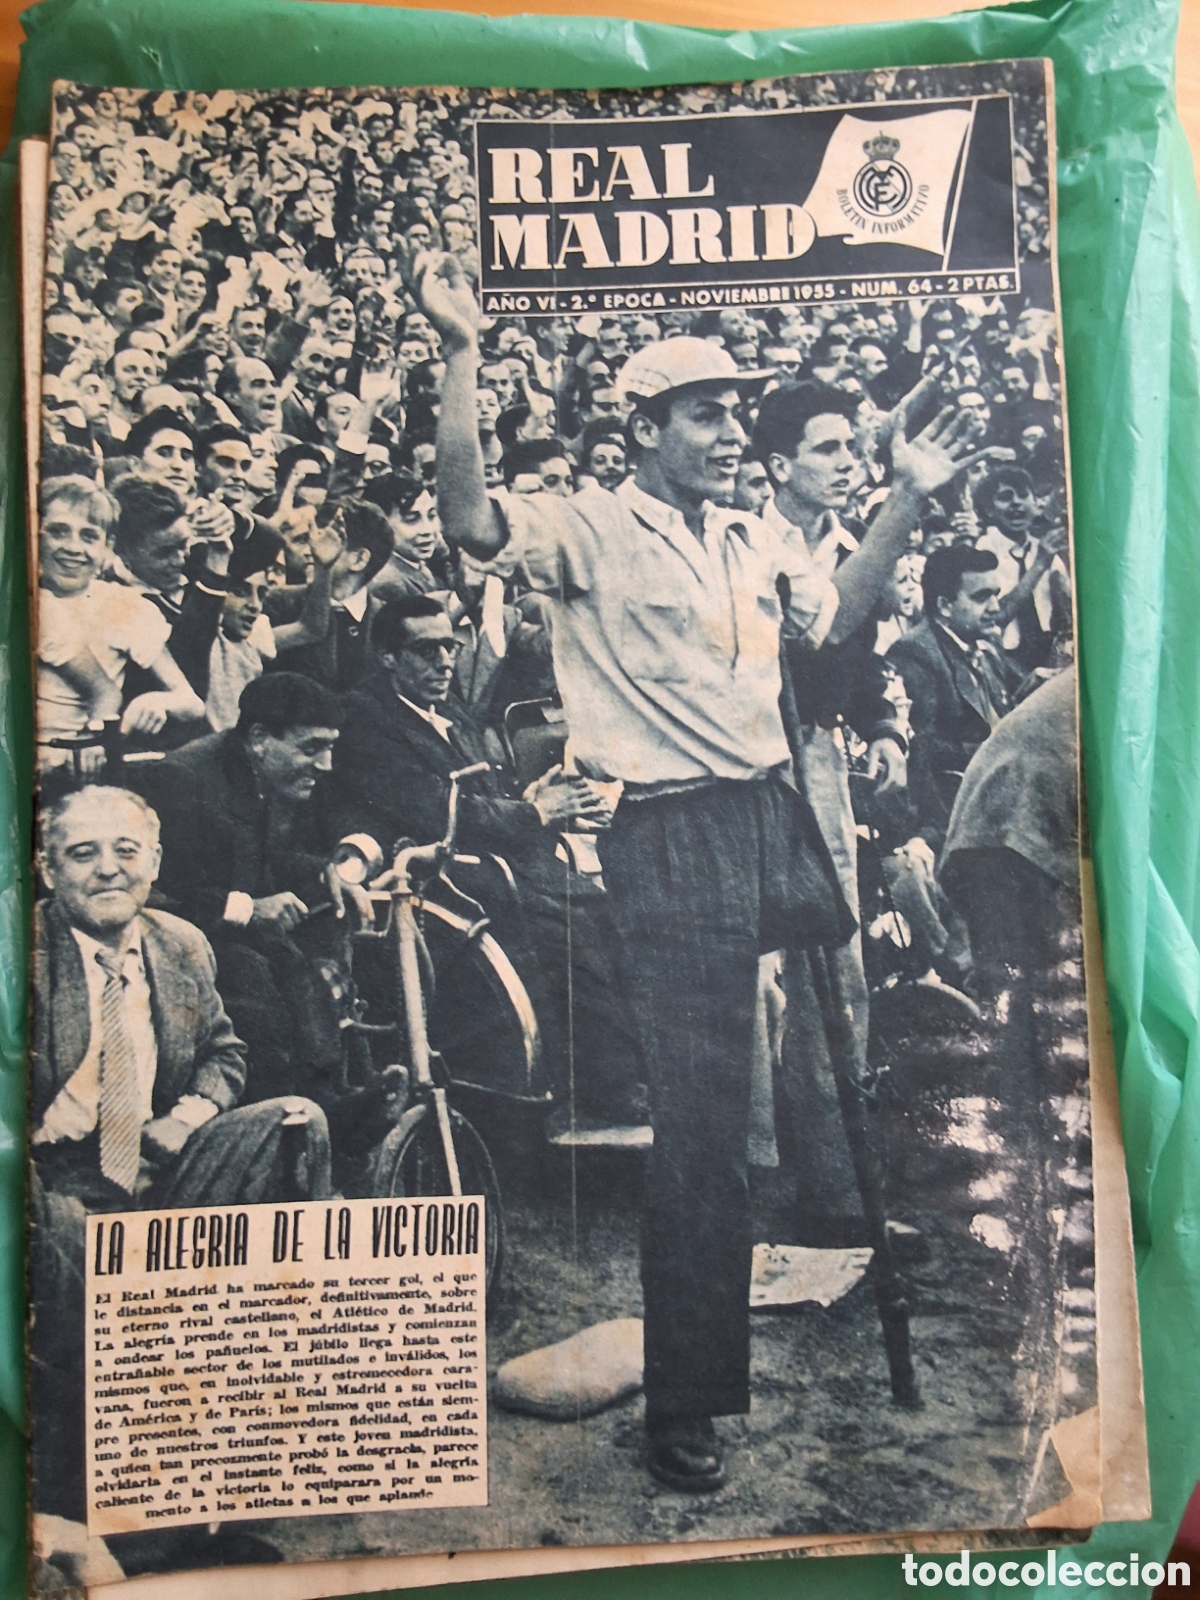 REAL
MADRID
BOLETIN INFORMATIVO
AÑO VI - 2.ª EPOCA - NOVIEMBRE 1955 - NUM. 64 - 2 PTAS.
LA ALEGRIA DE LA VICTORIA
El Real Madrid ha marcado su tercer gol, el que
le distancia en el marcador, definitivamente, sobre
su eterno rival castellano, el Atlético de Madrid.
La alegría prende en los madridistas y comienzan
a ondear los pañuelos. El júbilo llega hasta este
entrañable sector de los mutilados e inválidos, los
mismos que, en inolvidable y estremecedora cara-
vana, fueron a recibir al Real Madrid a su vuelta
de América y de París; los mismos que están siem-
pre presentes, con conmovedora fidelidad, en cada
uno de nuestros triunfos. Y este joven madridista,
a quien tan precozmente probó la desgracia, parece
olvidarla en el instante feliz, como si la alegría
caliente de la victoria lo equiparara por un mo-
mento a los atletas a los que aplaude
todocoleccion